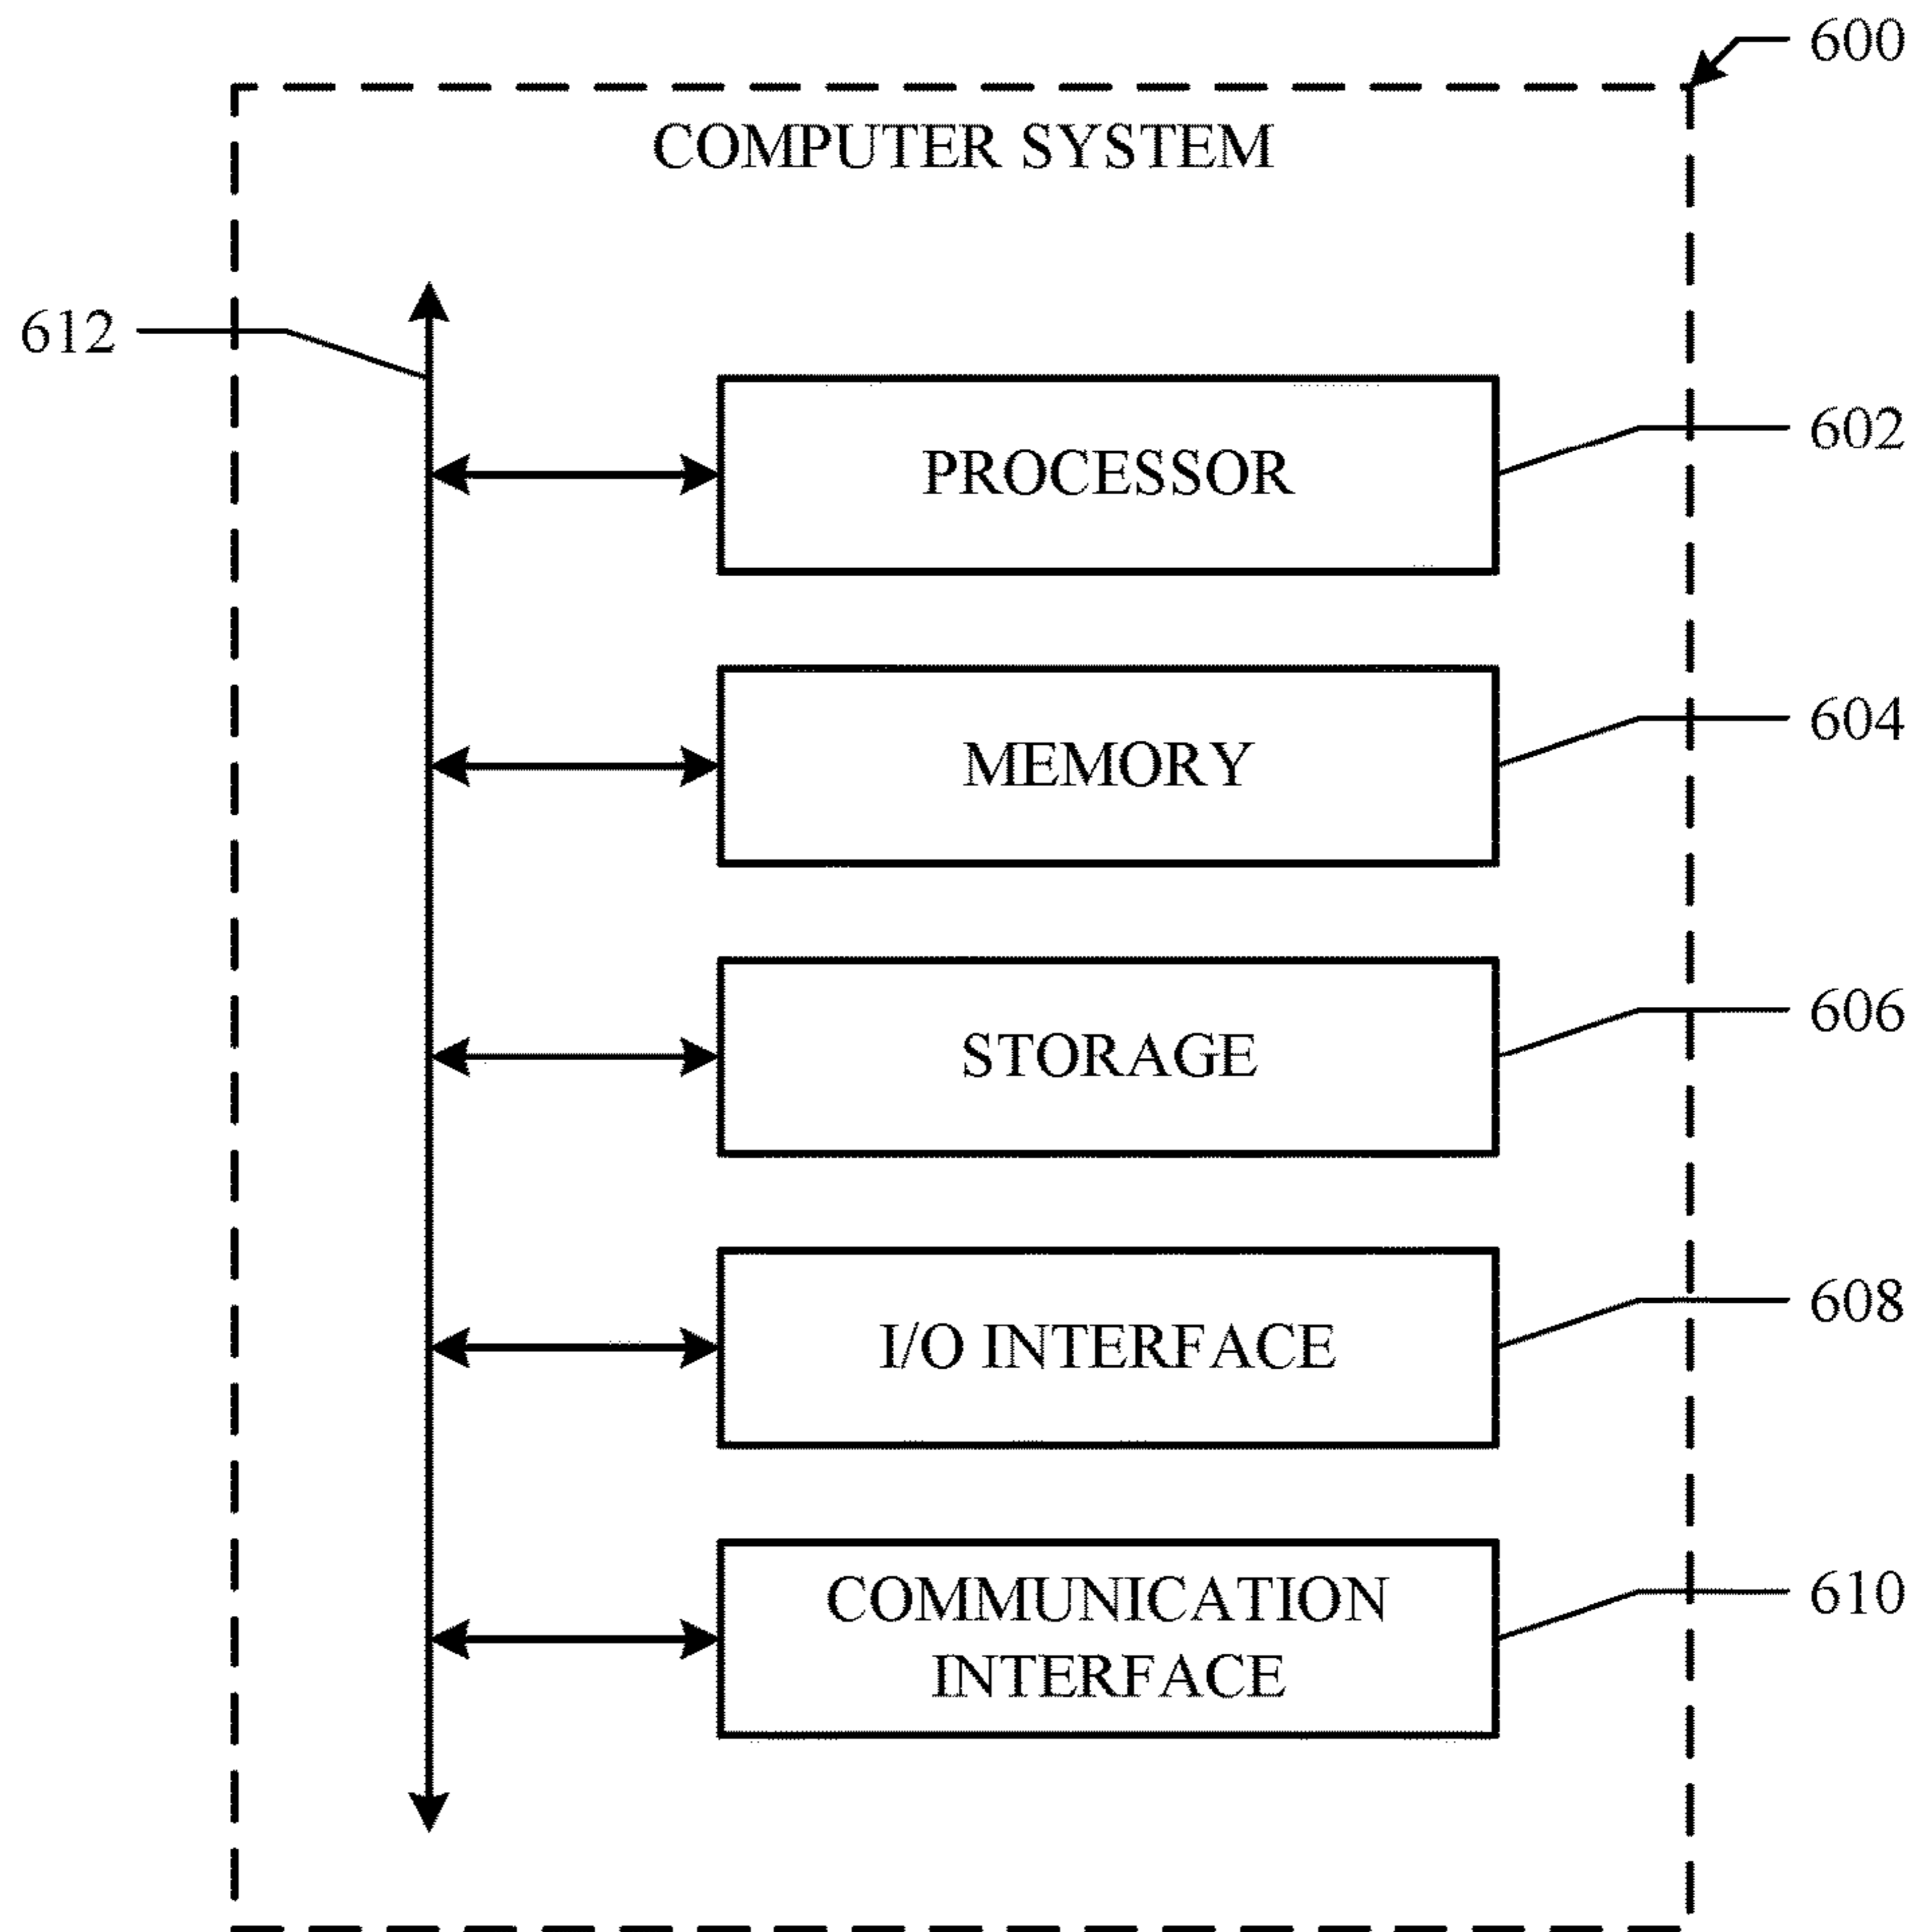 600
COMPUTER SYSTEM
612
602
PROCESSOR
604
MEMORY
606
STORAGE
608
I/O INTERFACE
610
COMMUNICATION
INTERFACE